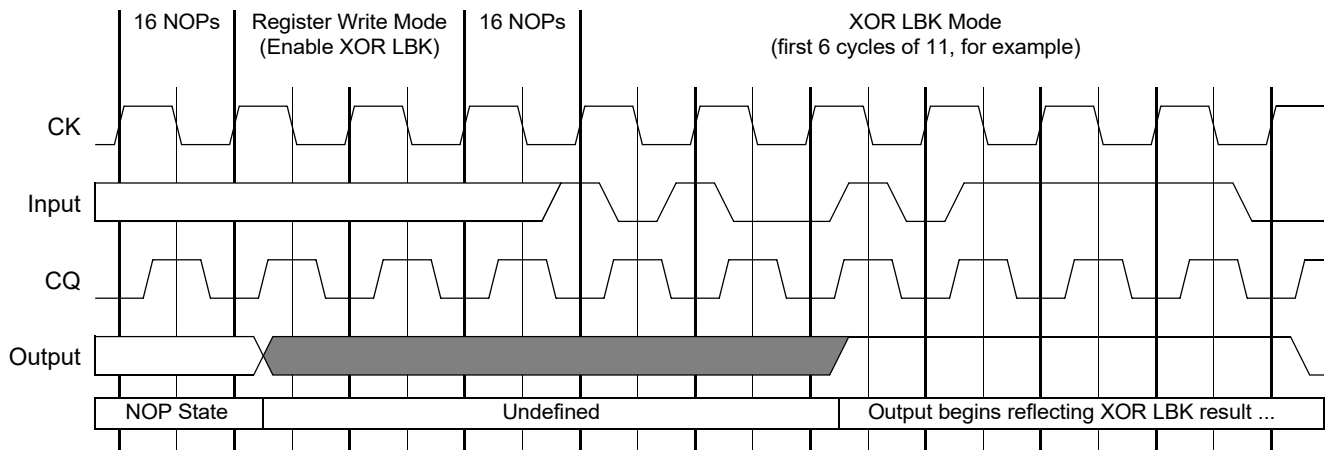 16 NOPs
Register Write Mode
(Enable XOR LBK)
16 NOPs
XOR LBK Mode
(first 6 cycles of 11, for example)
CK
Input
CQ
Output
NOP State
Undefined
Output begins reflecting XOR LBK result ...